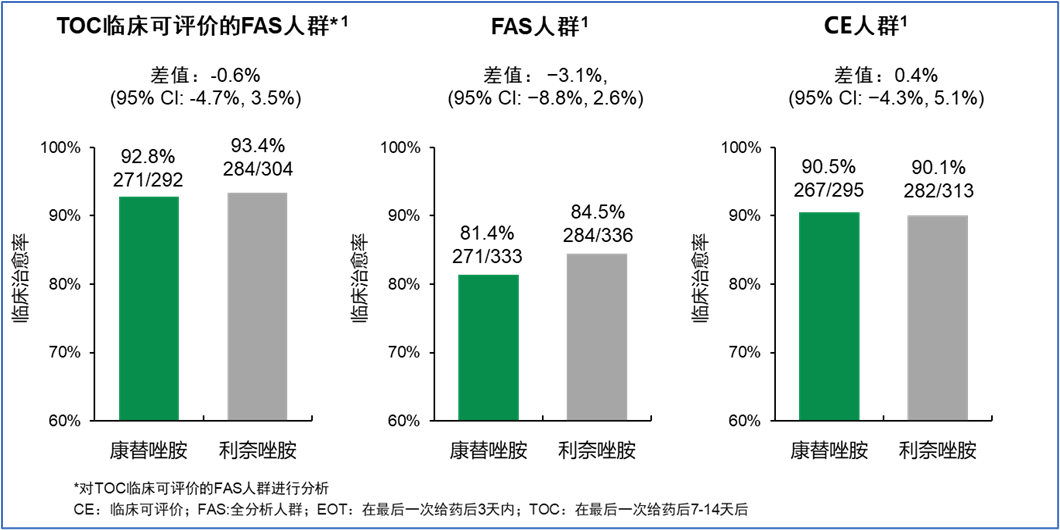 TOC临床可评价的FAS人群*1
差值：-0.6%
(95% CI: -4.7%, 3.5%)
临床治愈率
100%
90%
80%
70%
60%
92.8%
271/292
93.4%
284/304
康替唑胺
利奈唑胺
FAS人群1
差值：−3.1%,
(95% CI: −8.8%, 2.6%)
临床治愈率
100%
90%
80%
70%
60%
81.4%
271/333
84.5%
284/336
康替唑胺
利奈唑胺
CE人群1
差值：0.4%
(95% CI: −4.3%, 5.1%)
临床治愈率
100%
90%
80%
70%
60%
90.5%
267/295
90.1%
282/313
康替唑胺
利奈唑胺
*对TOC临床可评价的FAS人群进行分析
CE：临床可评价；FAS:全分析人群；EOT：在最后一次给药后3天内；TOC：在最后一次给药后7-14天后